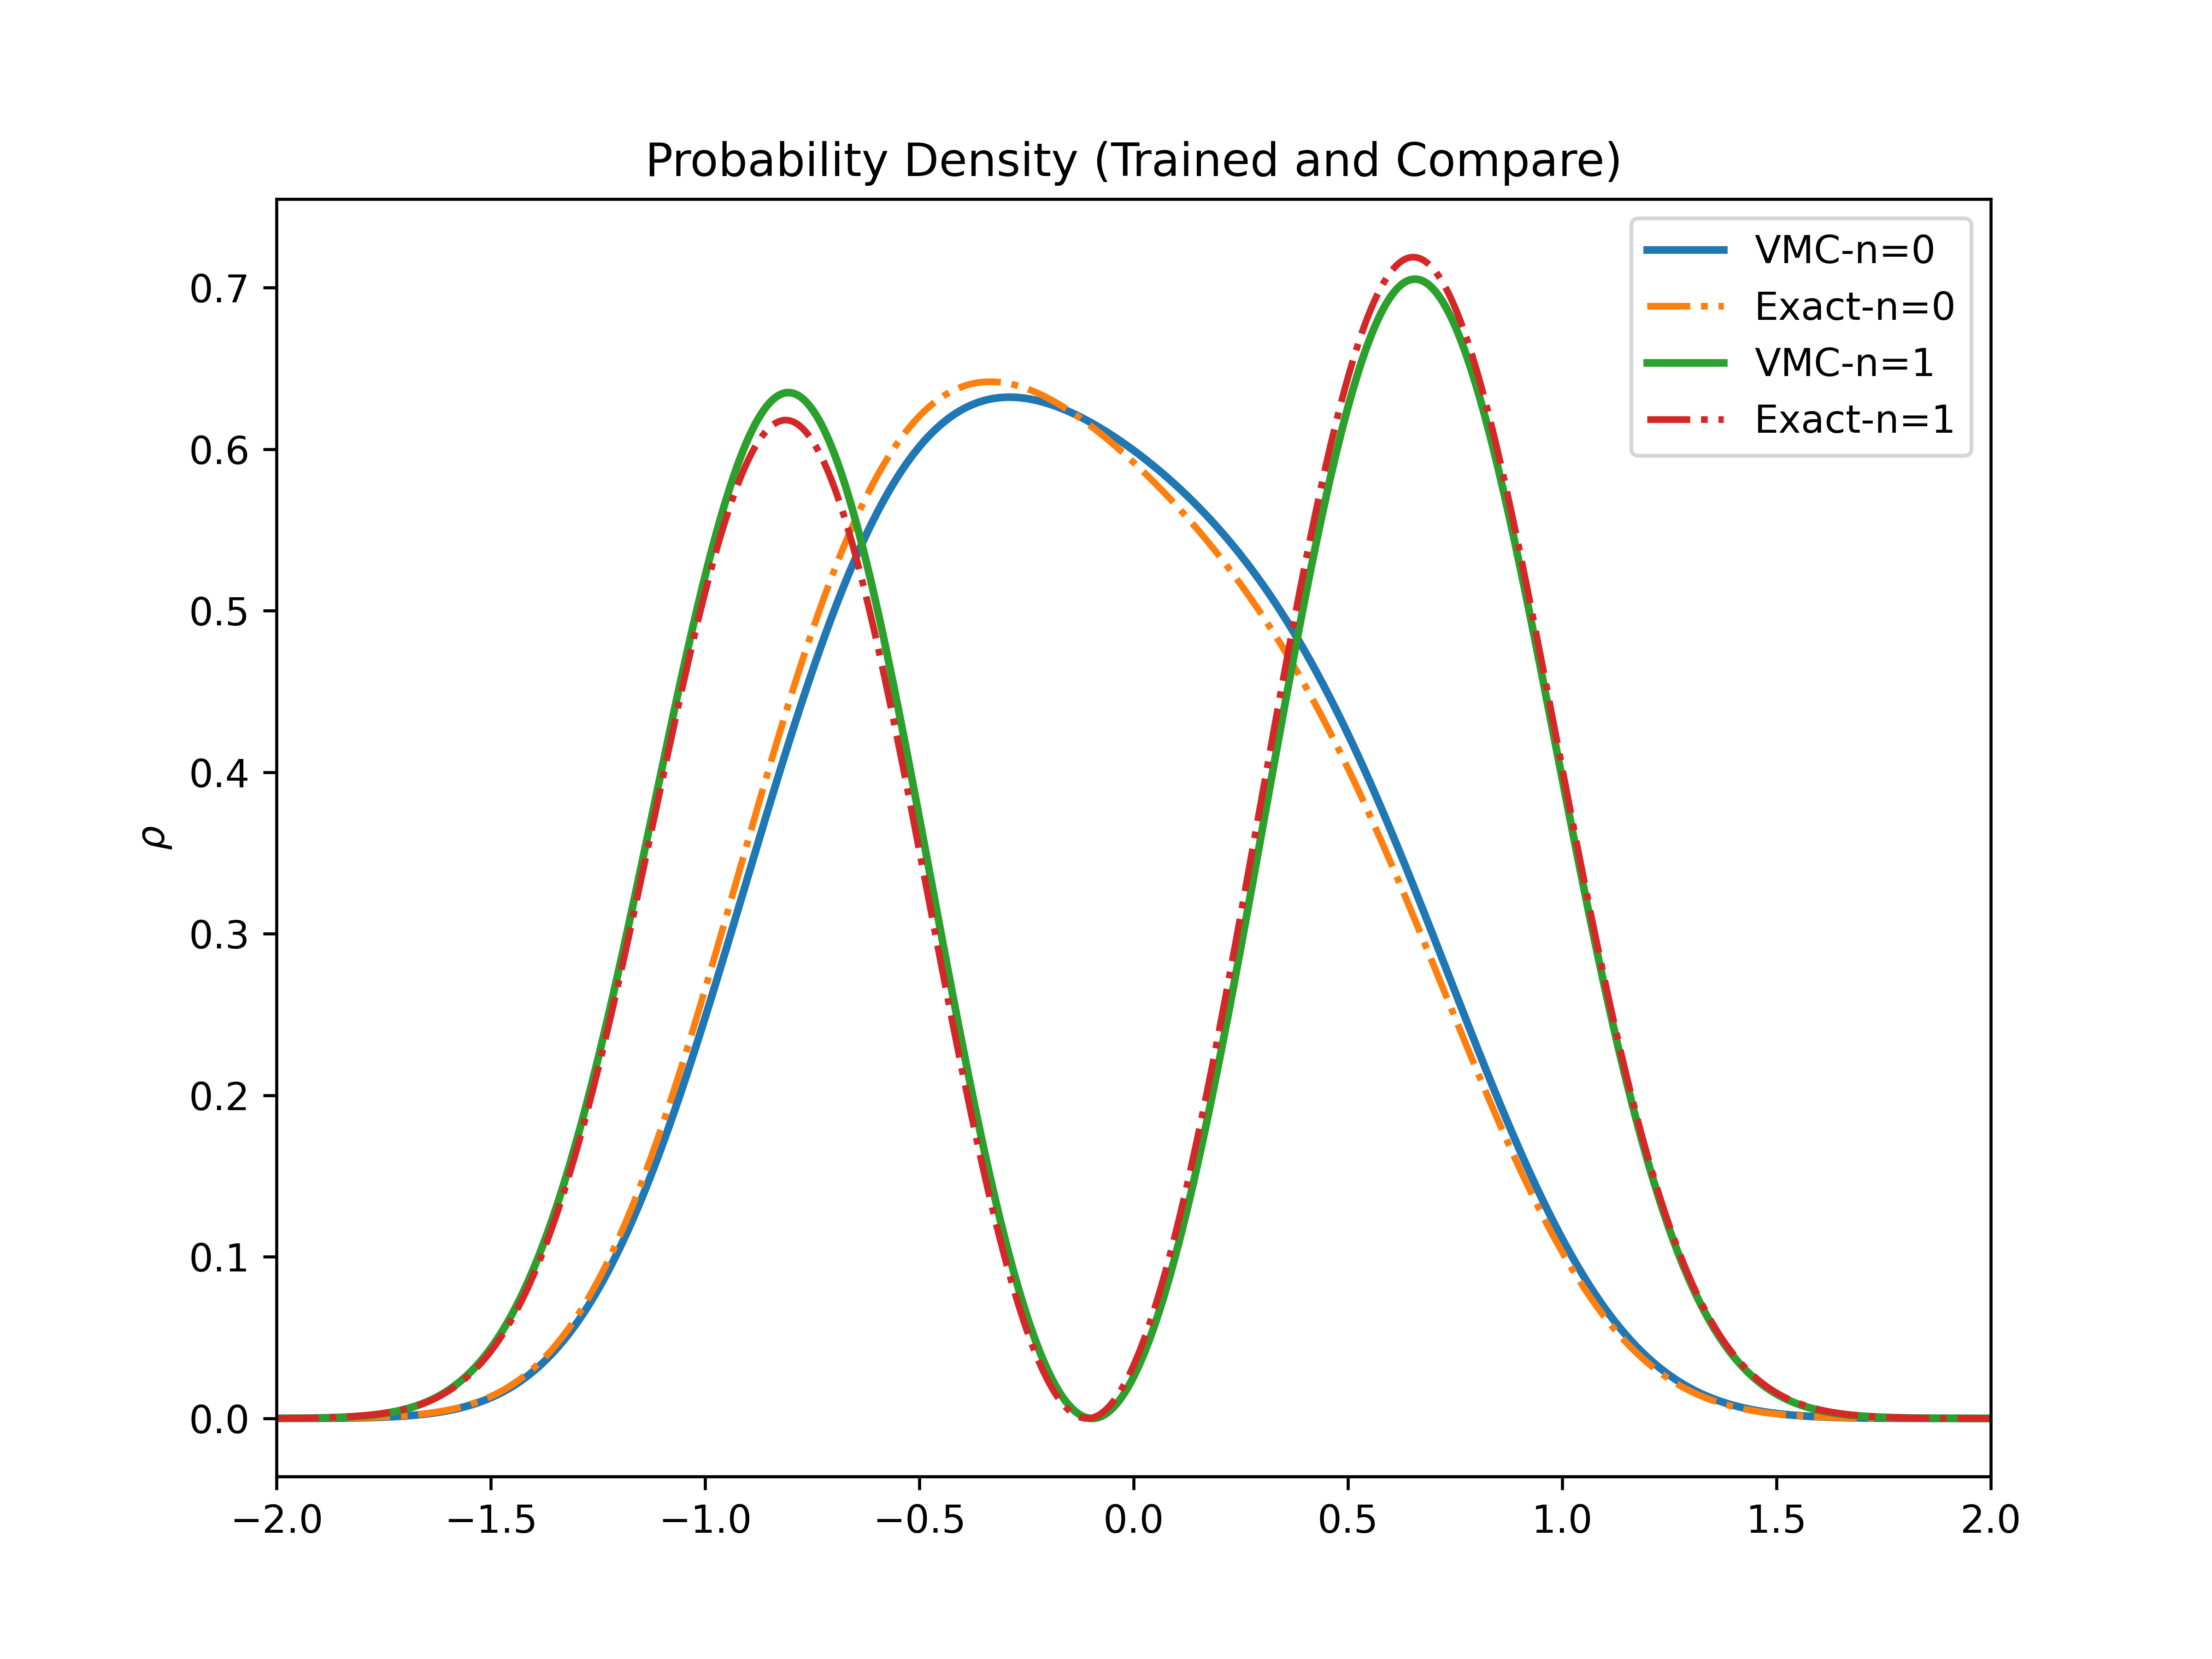 Probability Density (Trained and Compare)
VMC-n=0
Exact-n=0
VMC-n=1
Exact-n=1
0.7
0.6
0.5
0.4
0.3
0.2
0.1
0.0
ρ
−2.0 −1.5 −1.0 −0.5 0.0 0.5 1.0 1.5 2.0